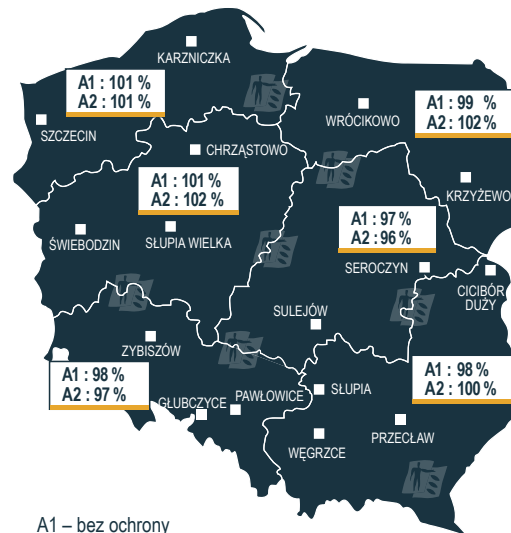 KARZNICZKA
A1 : 101 %
A2 : 101 %
SZCZECIN
WRÓCIKOWO
A1 : 99 %
A2 : 102 %
CHRZĄSTOWO
A1 : 101 %
A2 : 102 %
KRZYŻEWO
ŚWIEBODZIN
SŁUPIA WIELKA
A1 : 97 %
A2 : 96 %
SEROCZYN
CICIBÓR
DUŻY
SULEJÓW
ZYBISZÓW
A1 : 98 %
A2 : 97 %
GŁUBCZYCE
PAWŁOWICE
SŁUPIA
A1 : 98 %
A2 : 100 %
WĘGRZCE
PRZECŁAW
A1 – bez ochrony